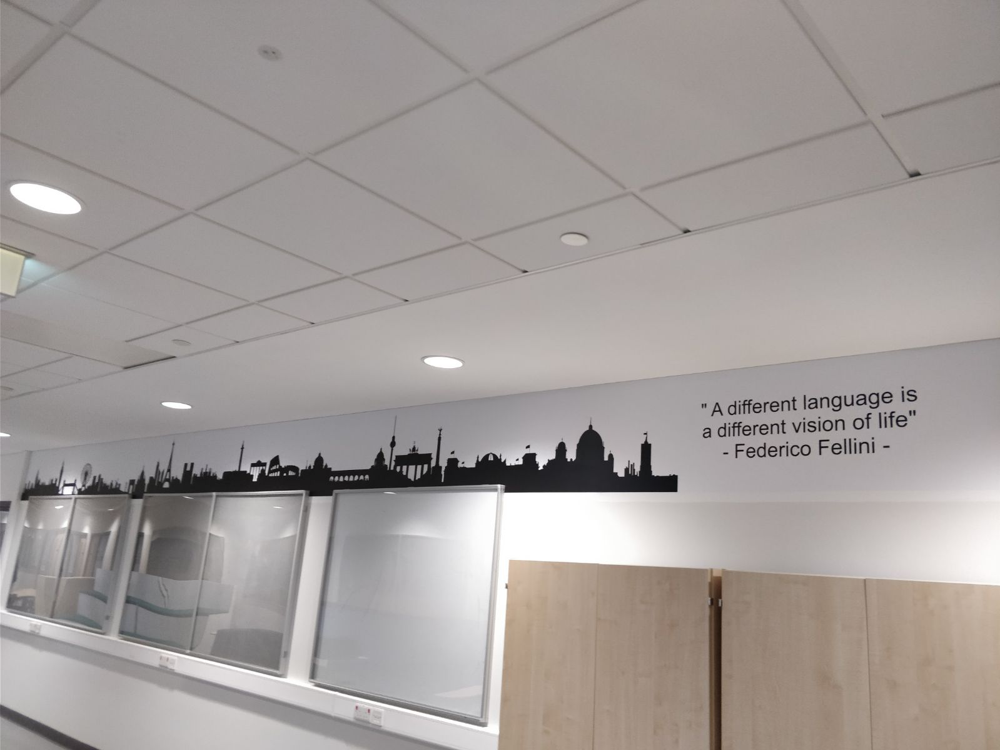 " A different language is
a different vision of life"
- Federico Fellini -